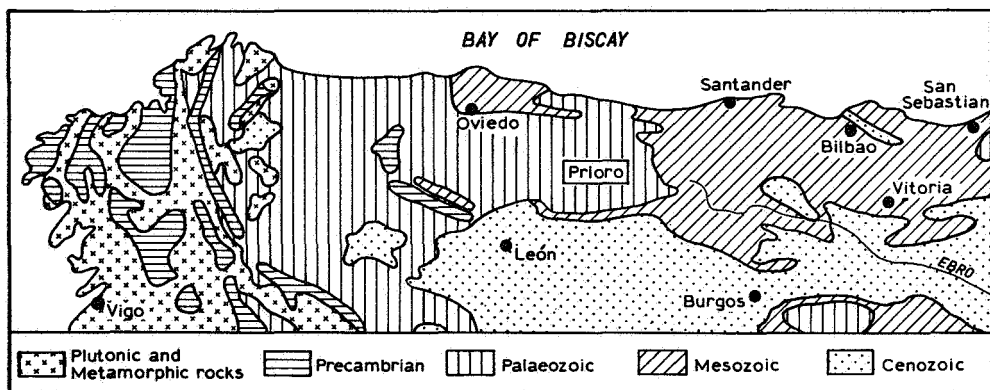 BAY OF BISCAY
Santander
San
Sebastian
Oviedo
Bilbao
Prioro
Vitoria
León
EBRO
Burgos
Vigo
Plutonic and
Metamorphic rocks
Precambrian
Palaeozoic
Mesozoic
Cenozoic